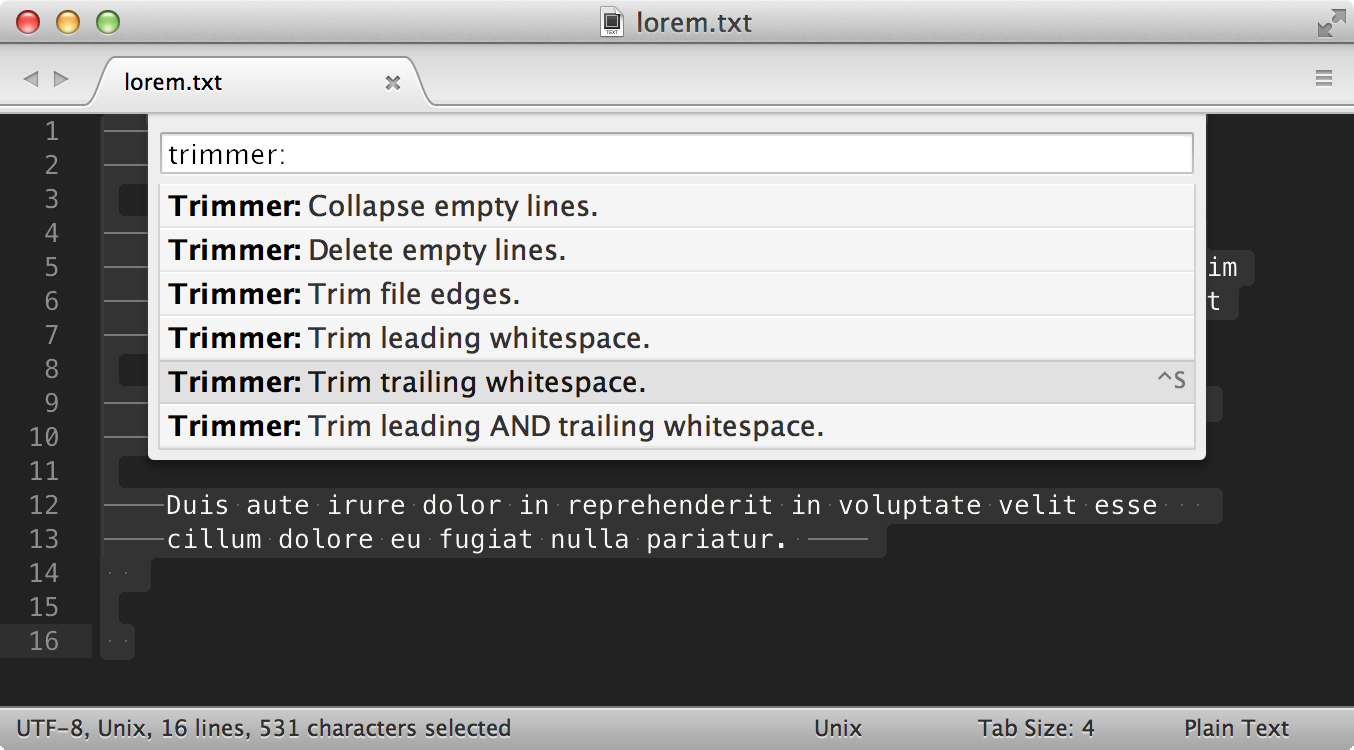 lorem.txt
lorem.txt
trimmer:
Trimmer: Collapse empty lines.
Trimmer: Delete empty lines.
Trimmer: Trim file edges.
Trimmer: Trim leading whitespace.
Trimmer: Trim trailing whitespace. ^S
Trimmer: Trim leading AND trailing whitespace.
1
2
3
4
5 im
6 t
7
8
9
10
11
12 Duis aute irure dolor in reprehenderit in voluptate velit esse
13 cillum dolore eu fugiat nulla pariatur.
14
15
16
UTF-8, Unix, 16 lines, 531 characters selected Unix Tab Size: 4 Plain Text